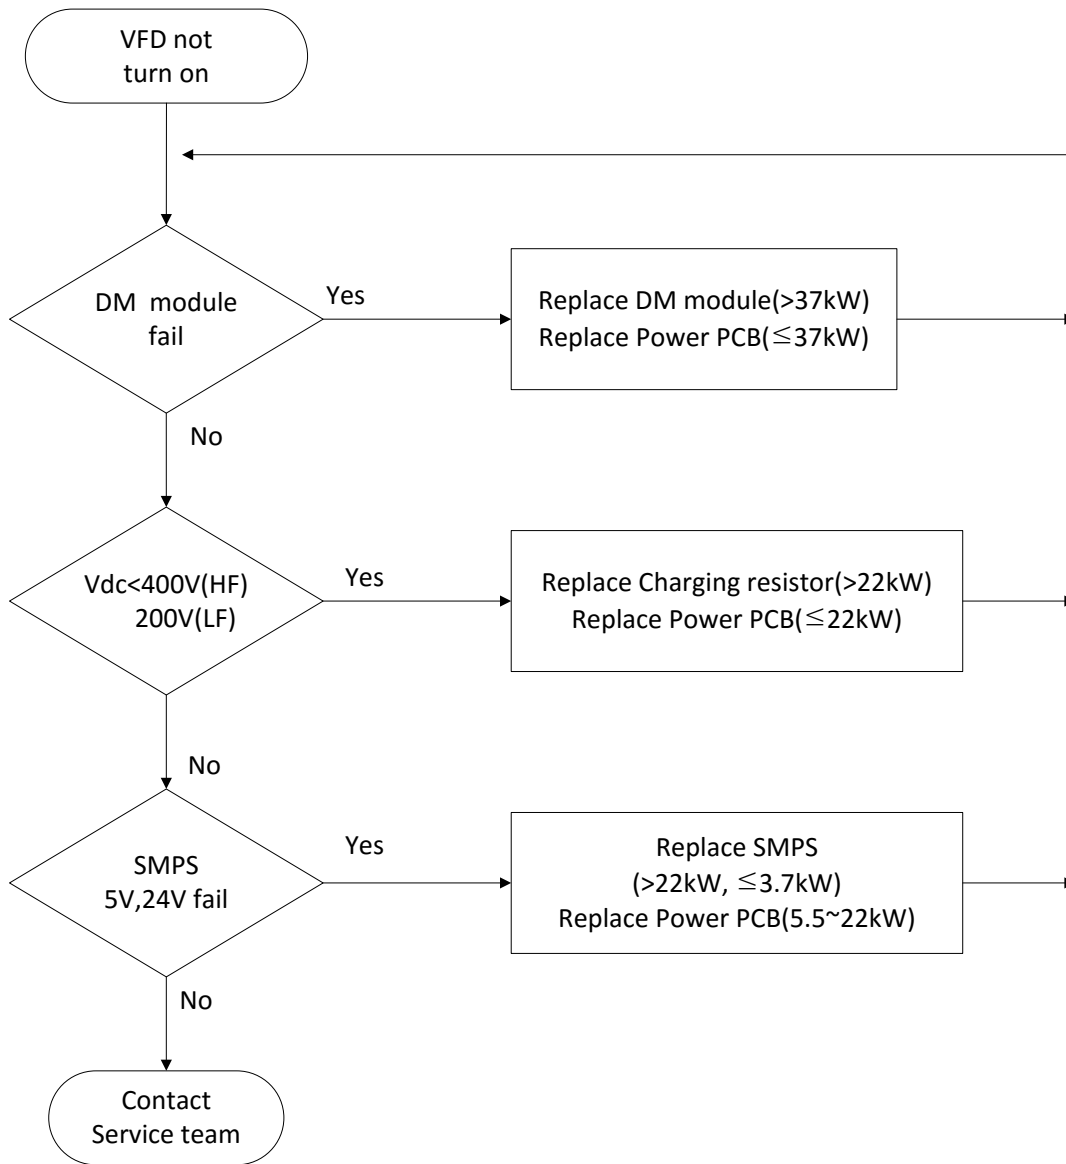 VFD not
turn on
DM  module
fail
Yes
Replace DM module(>37kW)
Replace Power PCB(≦37kW)
No
Vdc<400V(HF)
200V(LF)
Yes
Replace Charging resistor(>22kW)
Replace Power PCB(≦22kW)
No
SMPS
5V,24V fail
Yes
Replace SMPS
(>22kW, ≦3.7kW)
Replace Power PCB(5.5~22kW)
No
Contact
Service team